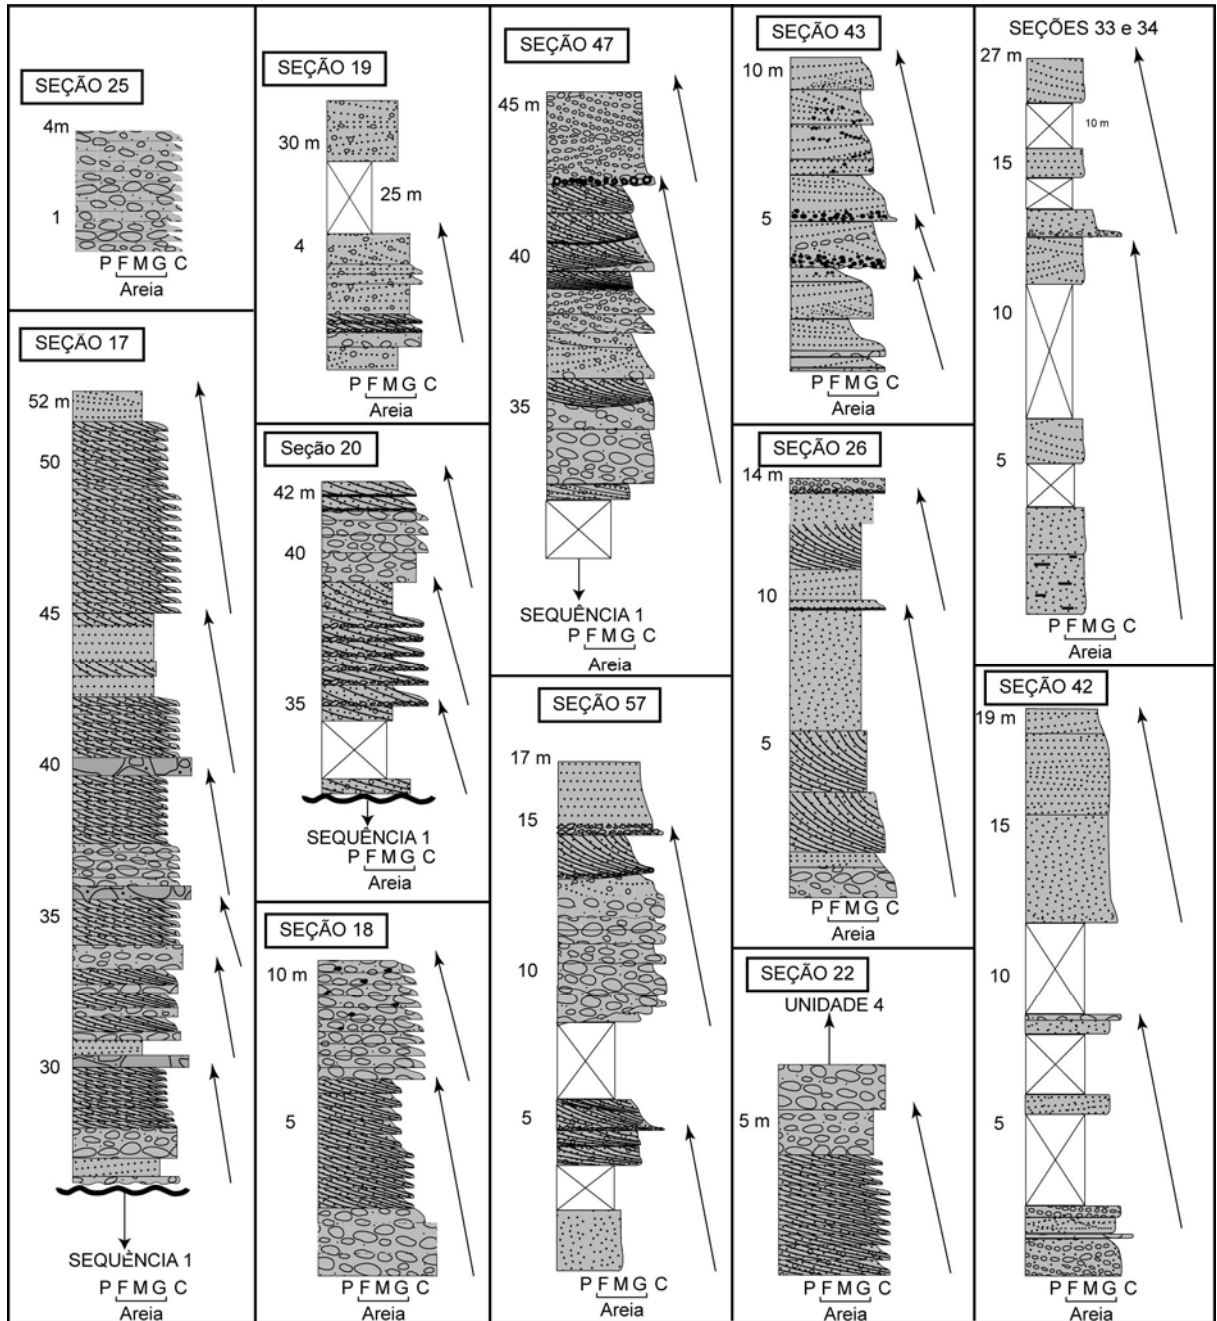 SEÇÃO 25
4m
1
P F M G C
Areia
SEÇÃO 17
52 m
50
45
40
35
30
SEQUÊNCIA 1
P F M G C
Areia
SEÇÃO 19
30 m
25 m
4
P F M G C
Areia
Seção 20
42 m
40
35
SEQUÊNCIA 1
P F M G C
Areia
SEÇÃO 18
10 m
5
P F M G C
Areia
SEÇÃO 47
45 m
40
35
SEQUÊNCIA 1
P F M G C
Areia
SEÇÃO 57
17 m
15
10
5
P F M G C
Areia
SEÇÃO 43
10 m
5
P F M G C
Areia
SEÇÃO 26
14 m
10
5
P F M G C
Areia
SEÇÃO 22
UNIDADE 4
5 m
P F M G C
Areia
SEÇÕES 33 e 34
27 m
10 m
15
10
5
P F M G C
Areia
SEÇÃO 42
19 m
15
10
5
P F M G C
Areia